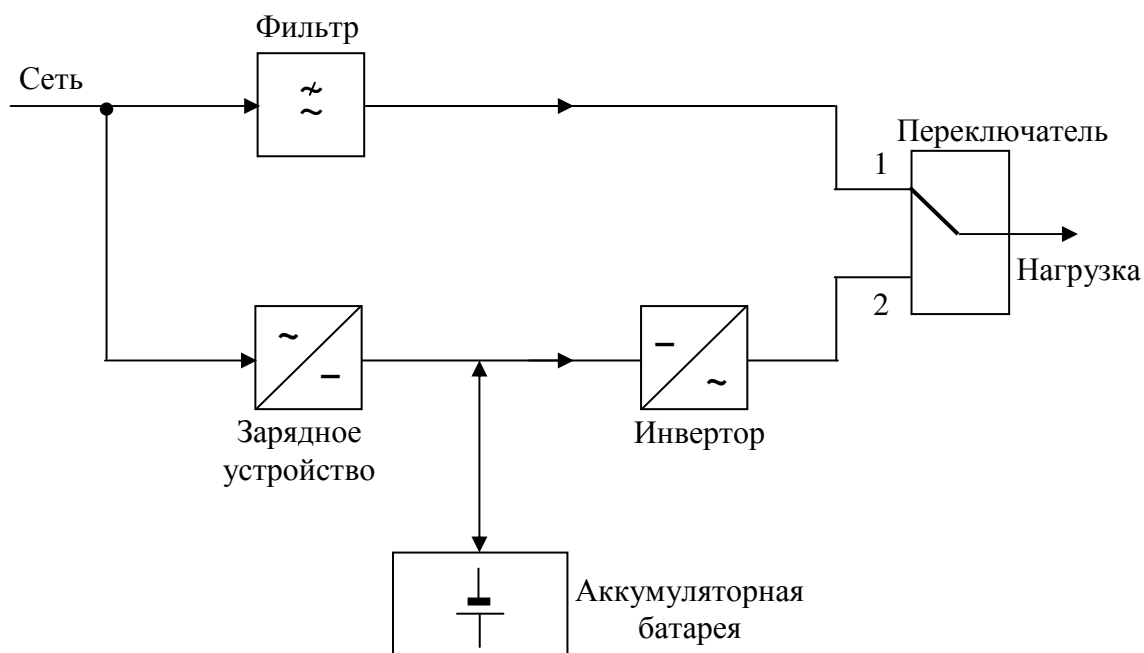 Фильтр
Сеть
Переключатель
1
Нагрузка
2
Зарядное
устройство
Инвертор
Аккумуляторная
батарея